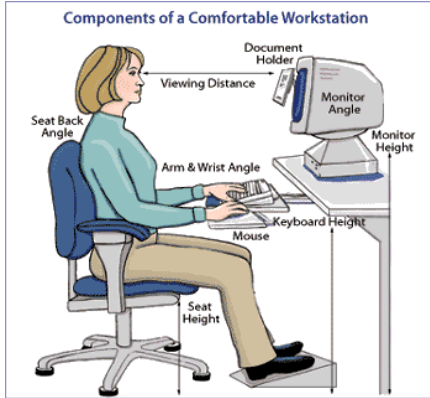 Components of a Comfortable Workstation
Document
Holder
Viewing Distance
Monitor
Angle
Seat Back
Angle
Monitor
Height
Arm & Wrist Angle
Keyboard Height
Mouse
Seat
Height